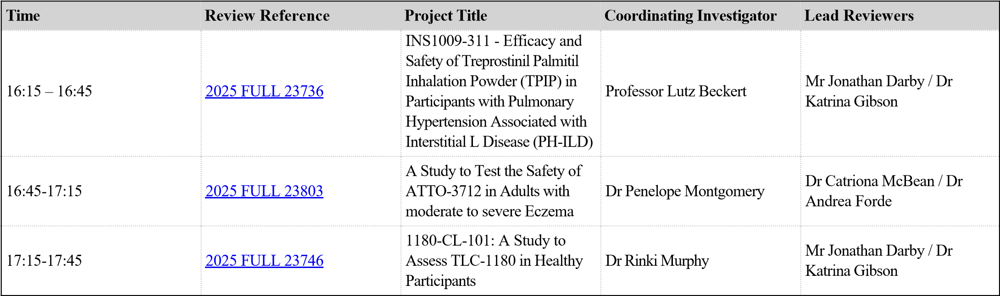 Time Review Reference Project Title Coordinating Investigator Lead Reviewers
16:15 – 16:45
2025 FULL 23736
INS1009-311 - Efficacy and
Safety of Treprostinil Palmitil
Inhalation Powder (TPIP) in
Participants with Pulmonary
Hypertension Associated with
Interstitial L Disease (PH-ILD)
Professor Lutz Beckert
Mr Jonathan Darby / Dr
Katrina Gibson
16:45-17:15
2025 FULL 23803
A Study to Test the Safety of
ATTO-3712 in Adults with
moderate to severe Eczema
Dr Penelope Montgomery
Dr Catriona McBean / Dr
Andrea Forde
17:15-17:45
2025 FULL 23746
1180-CL-101: A Study to
Assess TLC-1180 in Healthy
Participants
Dr Rinki Murphy
Mr Jonathan Darby / Dr
Katrina Gibson